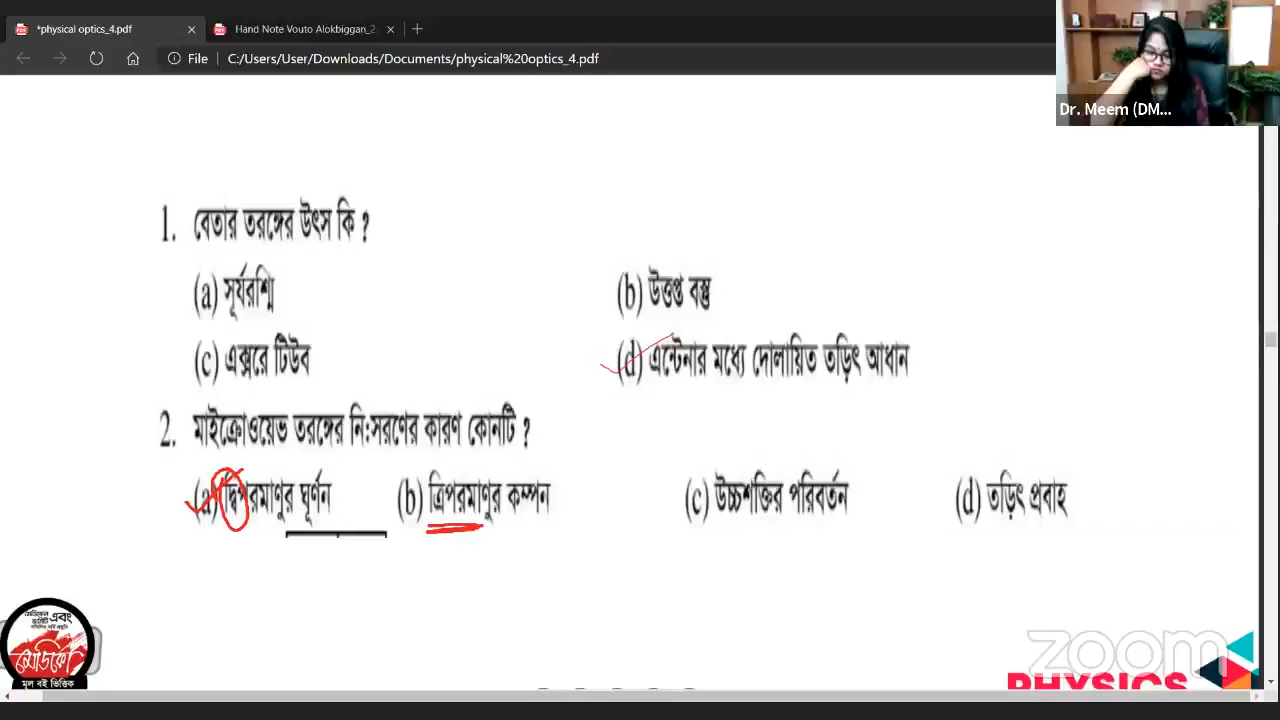 *physical optics_4.pdf
Hand Note Vouto Alokbiggan_2
File C:/Users/User/Downloads/Documents/physical%20optics_4.pdf
Dr. Meem (DM...
1. বেতার তরঙ্গের উৎস কি ?
(a) সূর্যরশ্মি (b) উত্তপ্ত বস্তু
(c) এক্সরে টিউব (d) এন্টেনার মধ্যে দোলায়িত তড়িৎ আধান
2. মাইক্রোওয়েভ তরঙ্গের নিঃসরণের কারণ কোনটি ?
(a) দ্বিপরমাণুর ঘূর্ণন (b) ত্রিপরমাণুর কম্পন (c) উচ্চশক্তির পরিবর্তন (d) তড়িৎ প্রবাহ
এবং
মেডিকো
মূল বই ভিত্তিক
zoom
PHYSICS